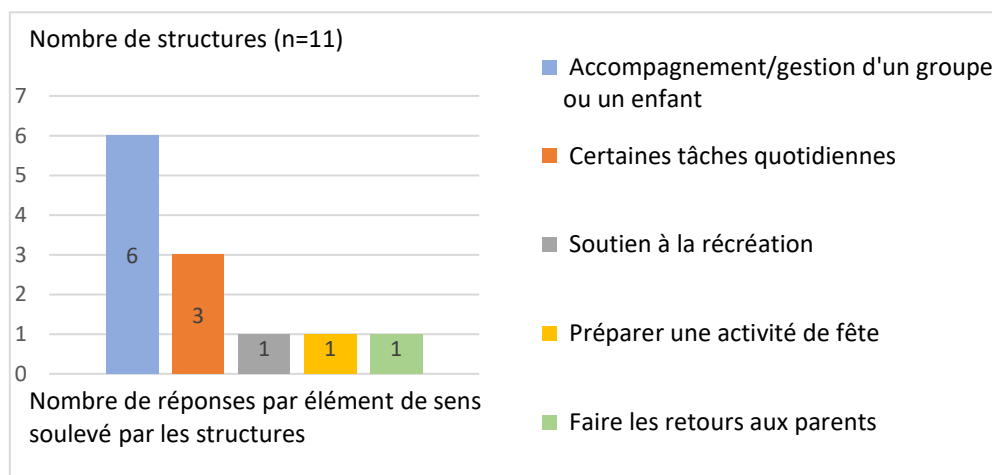 Nombre de structures (n=11)
7
6
5
4
3
2
1
0
6
3
1
1
1
Nombre de réponses par élément de sens
soulevé par les structures
Accompagnement/gestion d'un groupe
ou un enfant
Certaines tâches quotidiennes
Soutien à la récréation
Préparer une activité de fête
Faire les retours aux parents